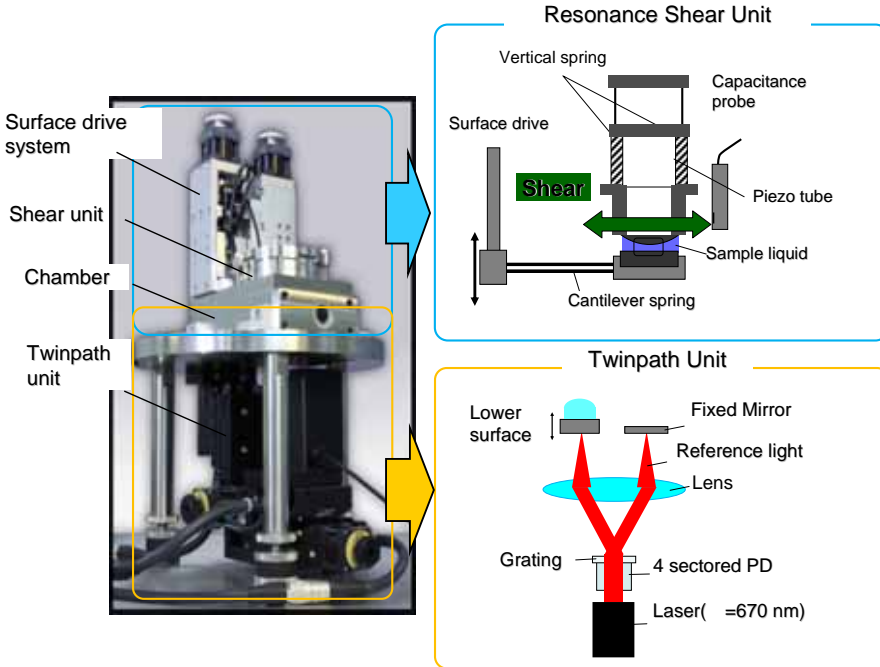 Resonance Shear Unit
Vertical spring
Capacitance
probe
Surface drive
Shear
Piezo tube
Sample liquid
Cantilever spring
Surface drive
system
Shear unit
Chamber
Twinpath
unit
Twinpath Unit
Lower
surface
Fixed Mirror
Reference light
Lens
Grating
4 sectored PD
Laser(   =670 nm)